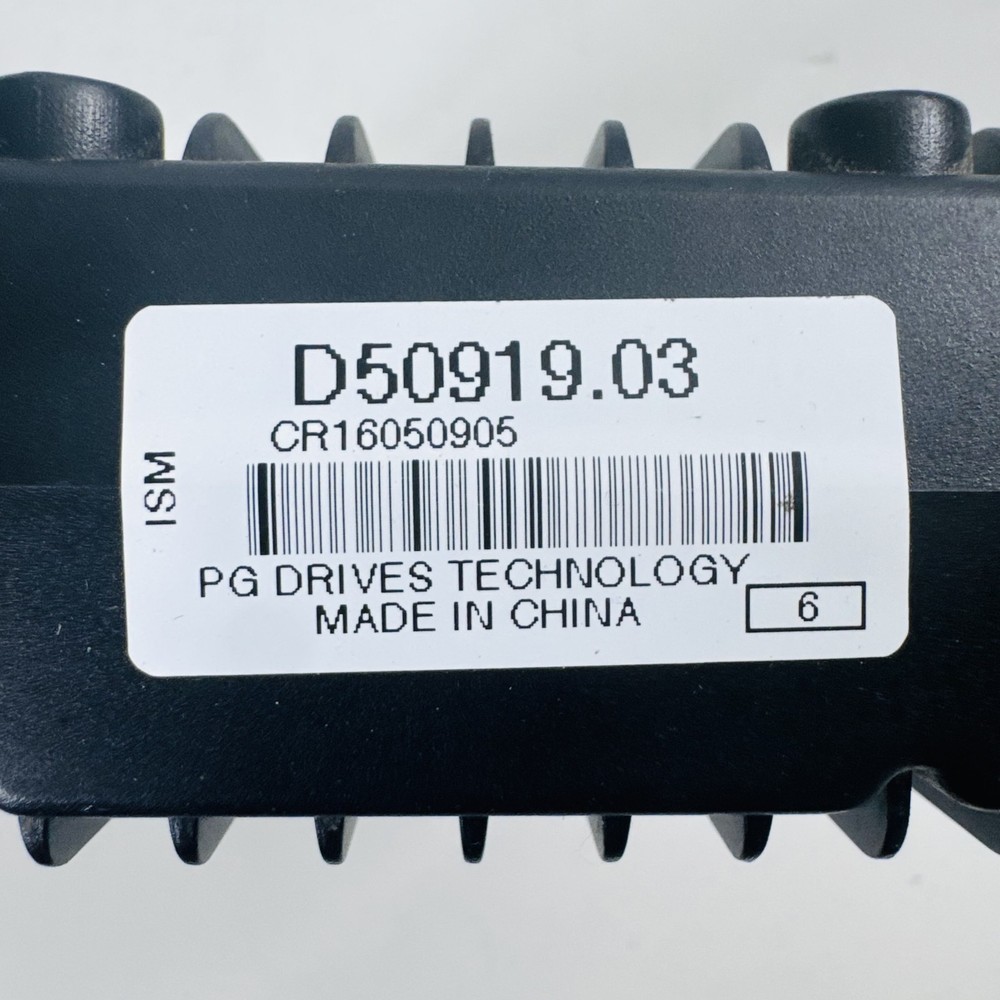 D50919.03
CR16050905
ISM
PG DRIVES TECHNOLOGY
MADE IN CHINA
6